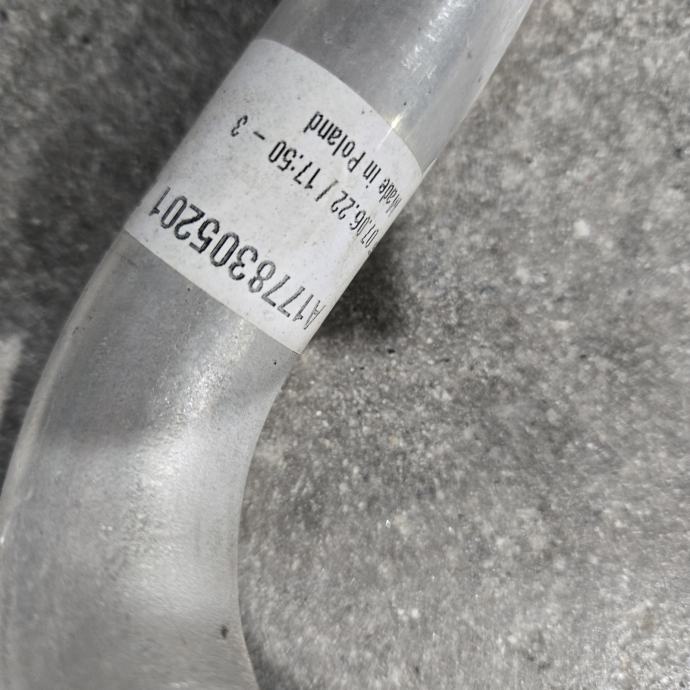 A1778305201
07.06.22 / 17:50 - 3
Made in Poland